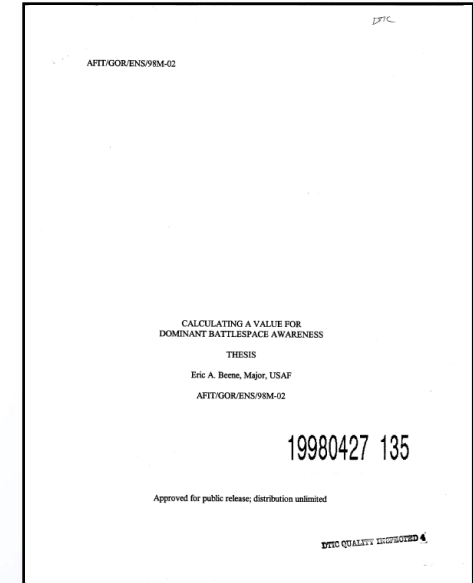 DTIC
AFIT/GOR/ENS/98M-02
CALCULATING A VALUE FOR
DOMINANT BATTLESPACE AWARENESS
THESIS
Eric A. Beene, Major, USAF
AFIT/GOR/ENS/98M-02
19980427 135
Approved for public release; distribution unlimited
DTIC QUALITY INSPECTED 4